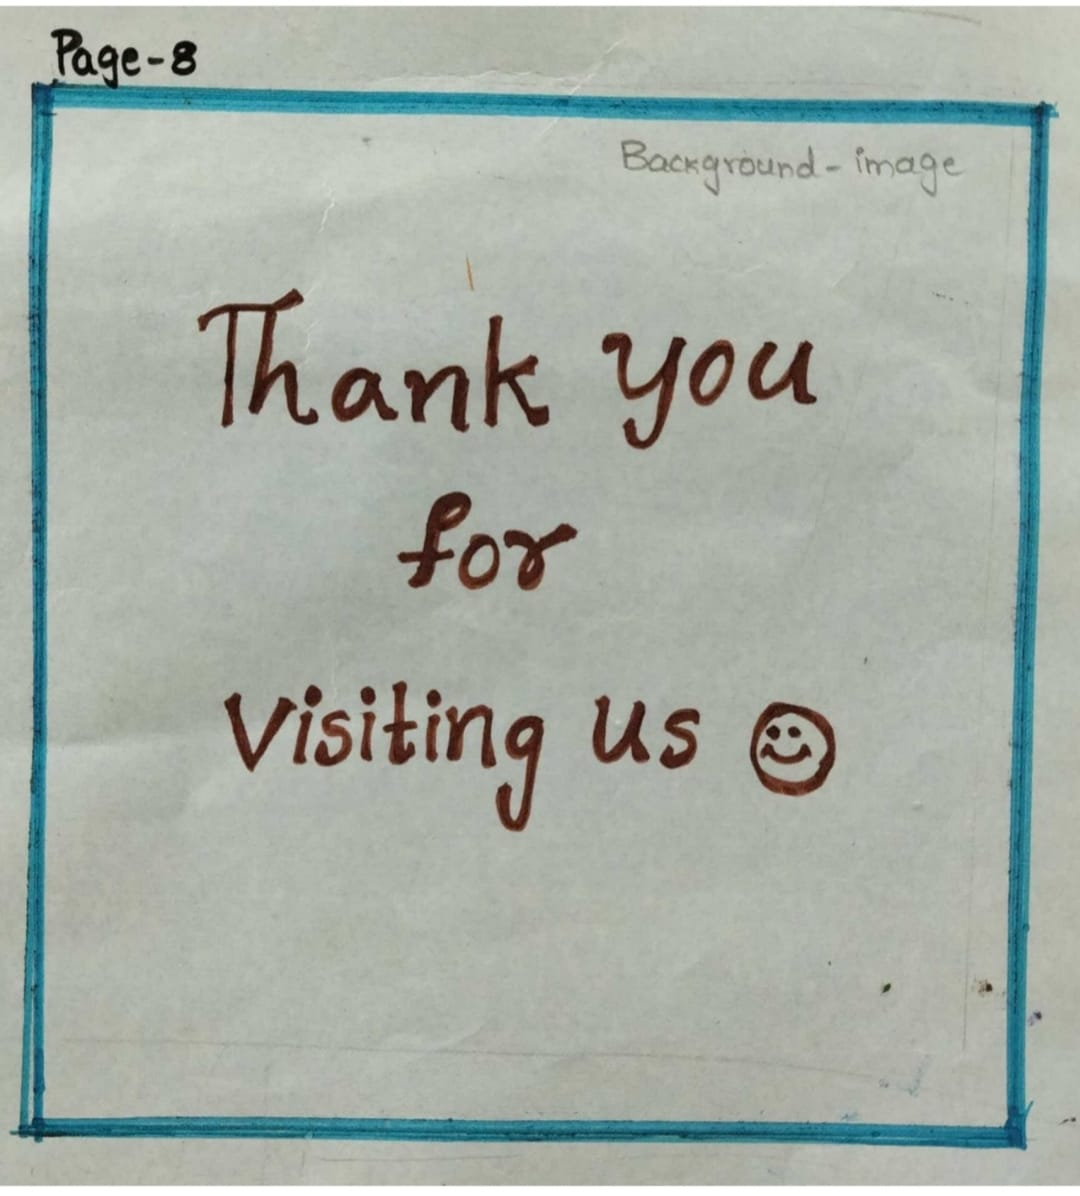 Page-8
Background-image
Thank you
for
Visiting us